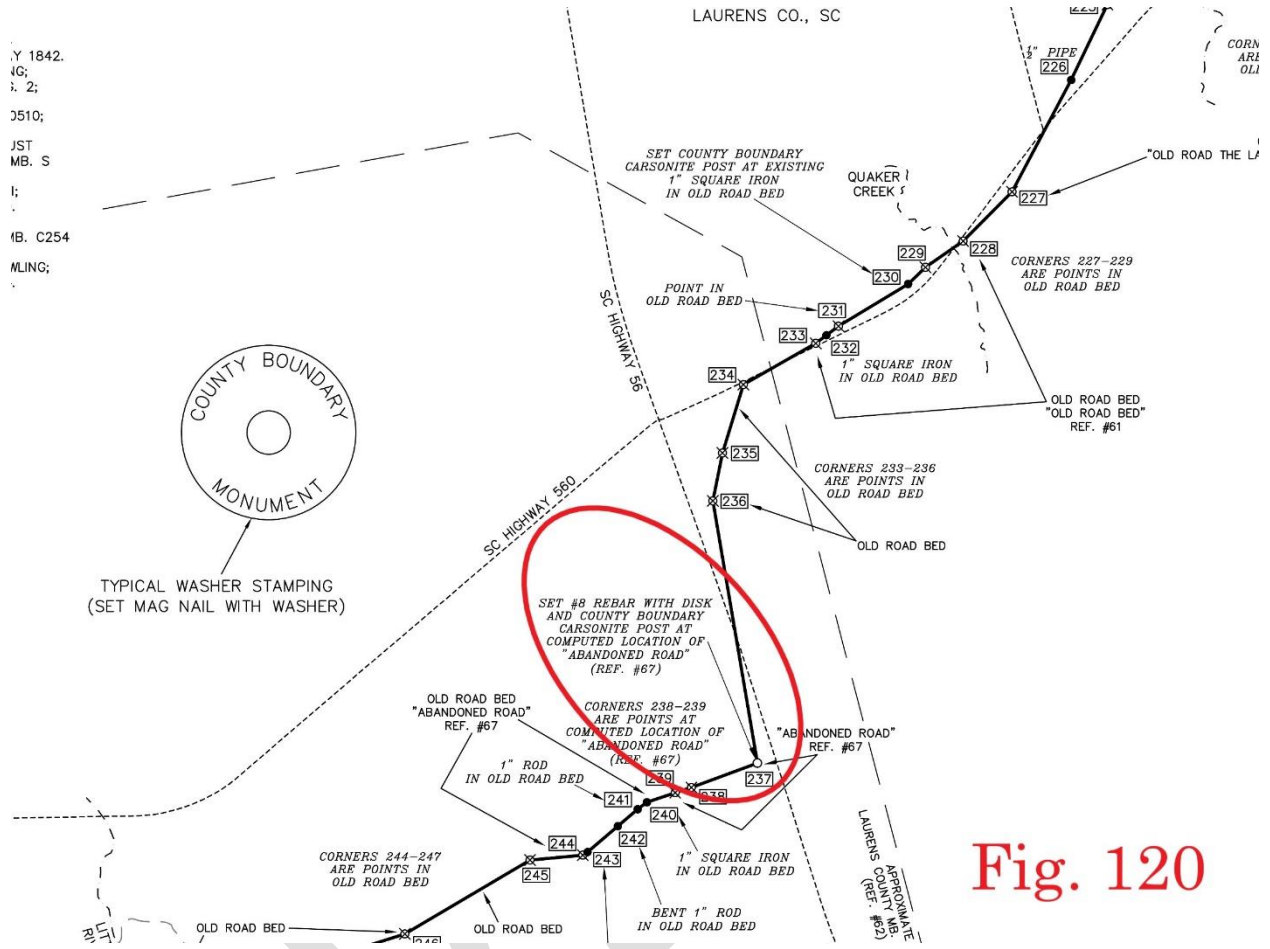 LAURENS CO., SC
Y 1842.
NG;
G. 2;
0510;
UST
MB. S
MB. C254
WLING;
225
1/2" PIPE
226
CORN
ARE
OLD
"OLD ROAD THE LA
227
228
229
230
SET COUNTY BOUNDARY
CARSONITE POST AT EXISTING
1" SQUARE IRON
IN OLD ROAD BED
QUAKER
CREEK
CORNERS 227-229
ARE POINTS IN
OLD ROAD BED
POINT IN
OLD ROAD BED
231
233
232
1" SQUARE IRON
IN OLD ROAD BED
OLD ROAD BED
"OLD ROAD BED"
REF. #61
SC HIGHWAY 56
234
235
236
CORNERS 233-236
ARE POINTS IN
OLD ROAD BED
OLD ROAD BED
COUNTY BOUNDARY
MONUMENT
TYPICAL WASHER STAMPING
(SET MAG NAIL WITH WASHER)
SC HIGHWAY 560
SET #8 REBAR WITH DISK
AND COUNTY BOUNDARY
CARSONITE POST AT
COMPUTED LOCATION OF
"ABANDONED ROAD"
(REF. #67)
CORNERS 238-239
ARE POINTS AT
COMPUTED LOCATION OF
"ABANDONED ROAD"
(REF. #67)
"ABANDONED ROAD"
REF. #67
237
OLD ROAD BED
"ABANDONED ROAD"
REF. #67
1" ROD
IN OLD ROAD BED
239
238
241
240
242
1" SQUARE IRON
IN OLD ROAD BED
244
243
245
BENT 1" ROD
IN OLD ROAD BED
CORNERS 244-247
ARE POINTS IN
OLD ROAD BED
OLD ROAD BED
OLD ROAD BED
246
APPROXIMATE
LAURENS COUNTY MB.
(REF. #62)
Fig. 120